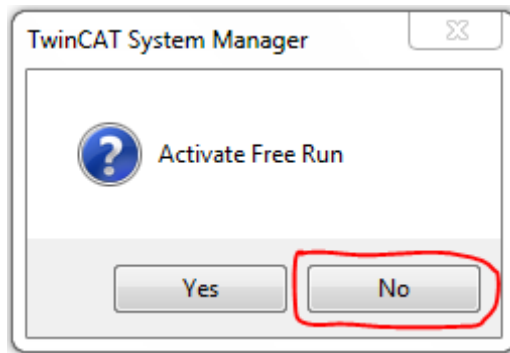 TwinCAT System Manager
Activate Free Run
Yes
No